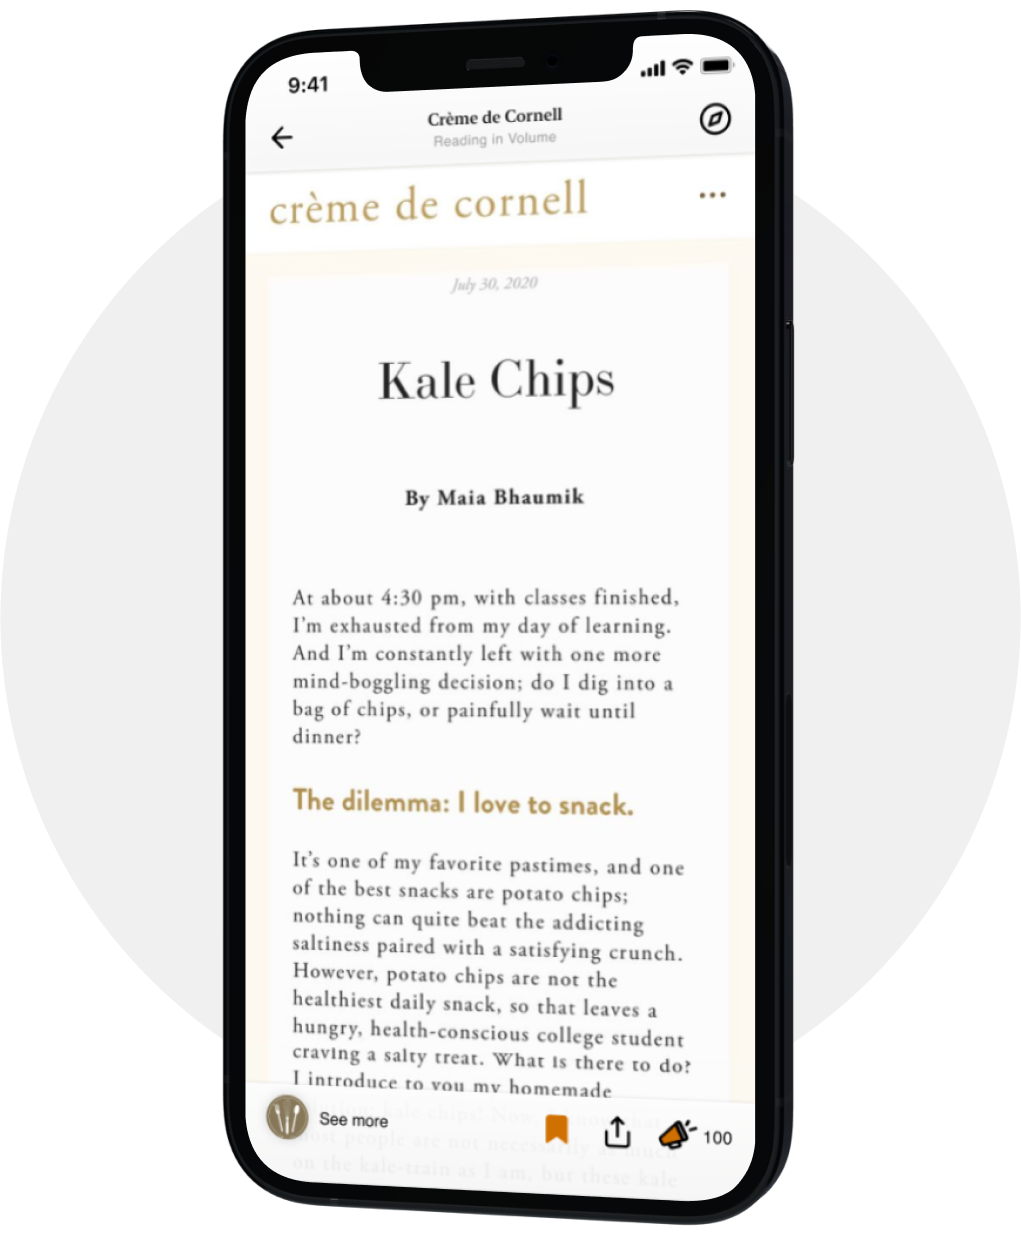 9:41
Crème de Cornell
Reading in Volume
crème de cornell
July 30, 2020
Kale Chips
By Maia Bhaumik
At about 4:30 pm, with classes finished,
I'm exhausted from my day of learning.
And I'm constantly left with one more
mind-boggling decision; do I dig into a
bag of chips, or painfully wait until
dinner?
The dilemma: I love to snack.
It's one of my favorite pastimes, and one
of the best snacks are potato chips;
nothing can quite beat the addicting
saltiness paired with a satisfying crunch.
However, potato chips are not the
healthiest daily snack, so that leaves a
hungry, health-conscious college student
craving a salty treat. What is there to do?
I introduce to you my homemade
kale chips! Now, I know that
most people are not necessarily as much
on the kale-train as I am, but these kale
See more
100